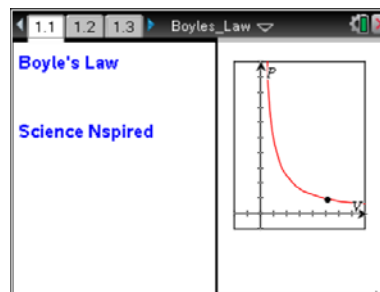 1.1 1.2 1.3 Boyles_Law
Boyle's Law
Science Nspired
P
V